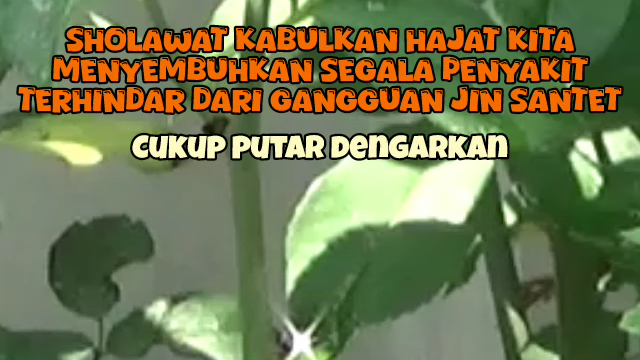 SHOLAWAT KABULKAN HAJAT KITA
MENYEMBUHKAN SEGALA PENYAKIT
TERHINDAR DARI GANGGUAN JIN SANTET
CUKUP PUTAR DENGARKAN